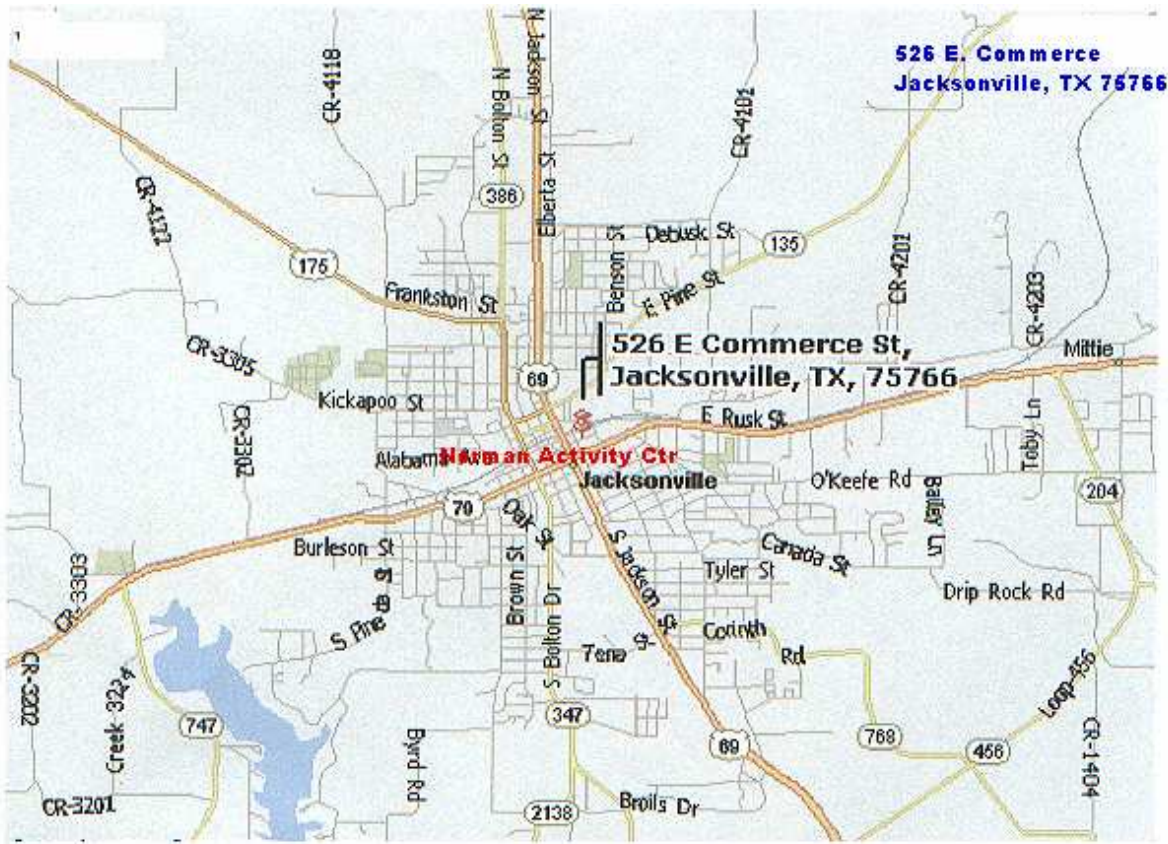 526 E. Commerce
Jacksonville, TX 75766
N Jackson St
CR-4118
N Bolton St
CR-4101
CR-4112
386
Elberta St
Benson St
Debusk St
135
CR-4201
175
Frankston St
E Pine St
CR-4203
CR-3305
526 E Commerce St,
Jacksonville, TX, 75766
Mittie
69
Kickapoo St
E Rusk St
Toby Ln
CR-3302
Alabama Ave
Norman Activity Ctr
Jacksonville
O'Keefe Rd
Bailey Ln
204
79
Oak St
Burleson St
S Jackson St
Canada St
CR-3303
Brown St
Tyler St
Drip Rock Rd
S Pineda St
S Bolton Dr
Corinth
Rd
Tena St
CR-3202
Creek 3224
Loop-456
747
347
Byrd Rd
69
768
456
CR-1404
CR-3201
2138
Broils Dr